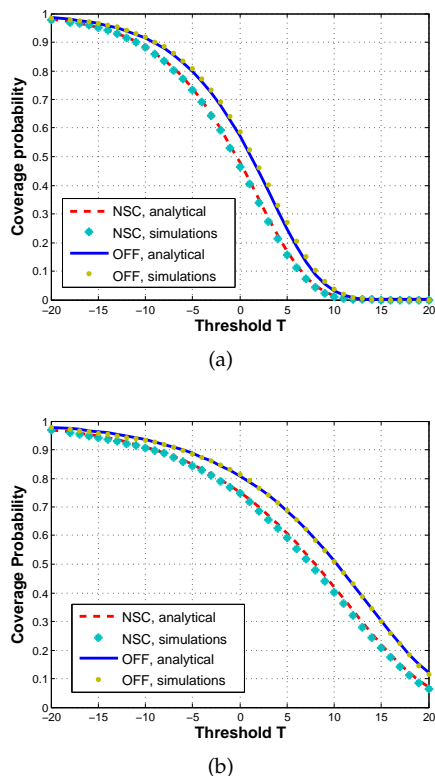 1
0.9
0.8
0.7
0.6
0.5
0.4
0.3
0.2
0.1
0
Coverage probability
NSC, analytical
NSC, simulations
OFF, analytical
OFF, simulations
−20 −15 −10 −5 0 5 10 15 20
Threshold T
(a)
1
0.9
0.8
0.7
0.6
0.5
0.4
0.3
0.2
0.1
0
Coverage Probability
NSC, analytical
NSC, simulations
OFF, analytical
OFF, simulations
−20 −15 −10 −5 0 5 10 15 20
Threshold T
(b)